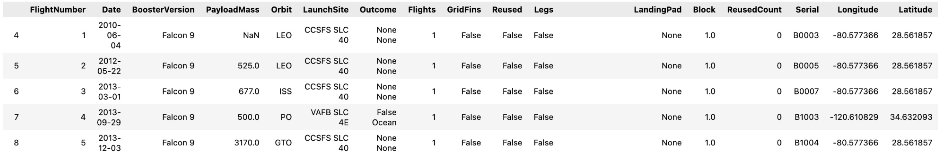 FlightNumber Date BoosterVersion PayloadMass Orbit LaunchSite Outcome Flights GridFins Reused Legs LandingPad Block ReusedCount Serial Longitude Latitude
4 1 2010-06-04 Falcon 9 NaN LEO CCSFS SLC 40 None None 1 False False False None 1.0 0 B0003 -80.577366 28.561857
5 2 2012-05-22 Falcon 9 525.0 LEO CCSFS SLC 40 None None 1 False False False None 1.0 0 B0005 -80.577366 28.561857
6 3 2013-03-01 Falcon 9 677.0 ISS CCSFS SLC 40 None None 1 False False False None 1.0 0 B0007 -80.577366 28.561857
7 4 2013-09-29 Falcon 9 500.0 PO VAFB SLC 4E False Ocean 1 False False False None 1.0 0 B1003 -120.610829 34.632093
8 5 2013-12-03 Falcon 9 3170.0 GTO CCSFS SLC 40 None None 1 False False False None 1.0 0 B1004 -80.577366 28.561857